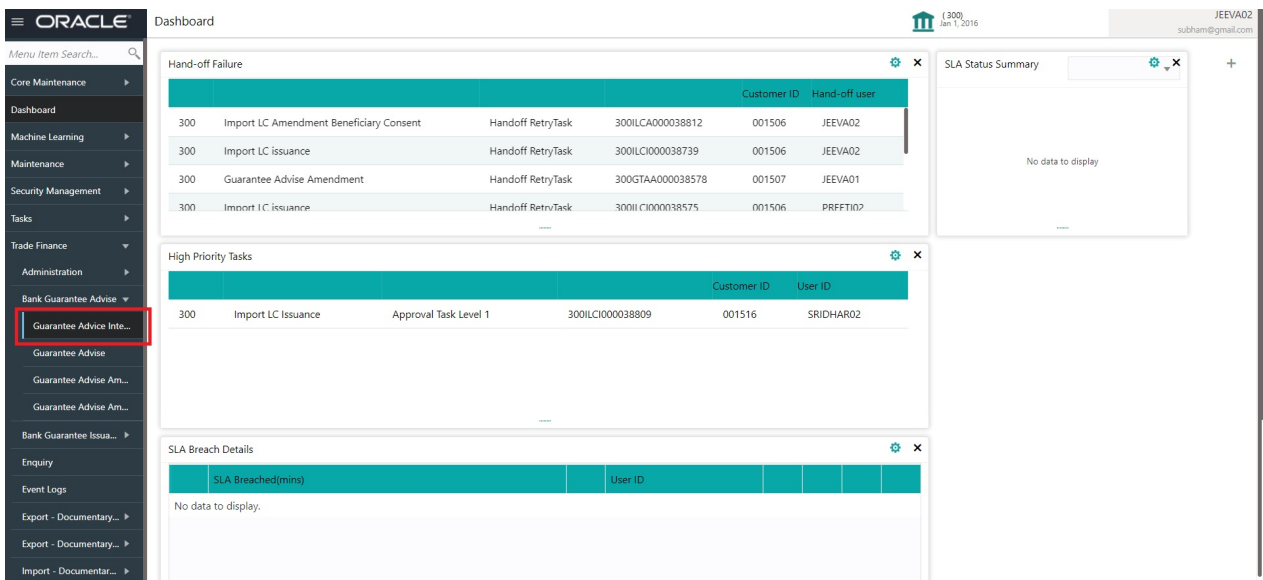 ORACLE
Dashboard
( 300)
Jan 1, 2016
JEEVA02
subham@gmail.com
Menu Item Search...
Core Maintenance
Dashboard
Machine Learning
Maintenance
Security Management
Tasks
Trade Finance
Administration
Bank Guarantee Advise
Guarantee Advice Inte...
Guarantee Advise
Guarantee Advise Am...
Guarantee Advise Am...
Bank Guarantee Issua...
Enquiry
Event Logs
Export - Documentary...
Export - Documentary...
Import - Documentar...
Hand-off Failure
Customer ID Hand-off user
300 Import LC Amendment Beneficiary Consent Handoff RetryTask 300ILCA000038812 001506 JEEVA02
300 Import LC issuance Handoff RetryTask 300ILCI000038739 001506 JEEVA02
300 Guarantee Advise Amendment Handoff RetryTask 300GTAA000038578 001507 JEEVA01
300 Import LC issuance Handoff RetryTask 300ILCI000038575 001506 PREETI02
SLA Status Summary
No data to display
High Priority Tasks
Customer ID User ID
300 Import LC Issuance Approval Task Level 1 300ILCI000038809 001516 SRIDHAR02
SLA Breach Details
SLA Breached(mins) User ID
No data to display.